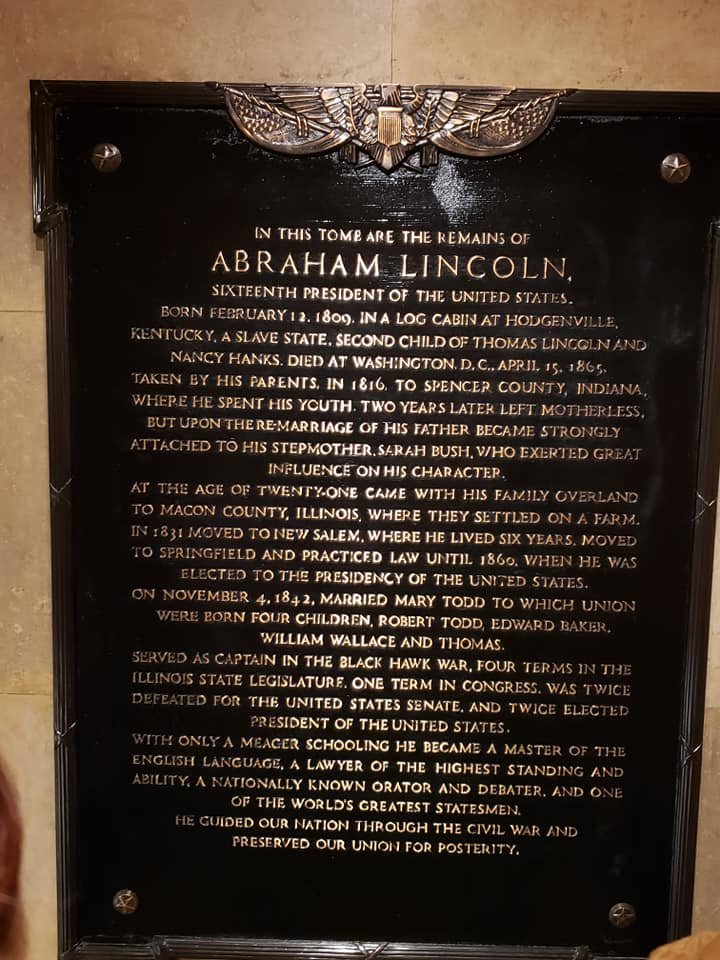 IN THIS TOMB ARE THE REMAINS OF
ABRAHAM LINCOLN,
SIXTEENTH PRESIDENT OF THE UNITED STATES.
BORN FEBRUARY 12, 1809, IN A LOG CABIN AT HODGENVILLE,
KENTUCKY, A SLAVE STATE, SECOND CHILD OF THOMAS LINCOLN AND
NANCY HANKS. DIED AT WASHINGTON, D.C., APRIL 15, 1865.
TAKEN BY HIS PARENTS, IN 1816, TO SPENCER COUNTY, INDIANA,
WHERE HE SPENT HIS YOUTH. TWO YEARS LATER LEFT MOTHERLESS,
BUT UPON THE RE-MARRIAGE OF HIS FATHER BECAME STRONGLY
ATTACHED TO HIS STEPMOTHER, SARAH BUSH, WHO EXERTED GREAT
INFLUENCE ON HIS CHARACTER.
AT THE AGE OF TWENTY-ONE CAME WITH HIS FAMILY OVERLAND
TO MACON COUNTY, ILLINOIS, WHERE THEY SETTLED ON A FARM.
IN 1831 MOVED TO NEW SALEM, WHERE HE LIVED SIX YEARS, MOVED
TO SPRINGFIELD AND PRACTICED LAW UNTIL 1860, WHEN HE WAS
ELECTED TO THE PRESIDENCY OF THE UNITED STATES.
ON NOVEMBER 4, 1842, MARRIED MARY TODD TO WHICH UNION
WERE BORN FOUR CHILDREN, ROBERT TODD, EDWARD BAKER,
WILLIAM WALLACE AND THOMAS.
SERVED AS CAPTAIN IN THE BLACK HAWK WAR, FOUR TERMS IN THE
ILLINOIS STATE LEGISLATURE, ONE TERM IN CONGRESS, WAS TWICE
DEFEATED FOR THE UNITED STATES SENATE, AND TWICE ELECTED
PRESIDENT OF THE UNITED STATES.
WITH ONLY A MEAGER SCHOOLING HE BECAME A MASTER OF THE
ENGLISH LANGUAGE, A LAWYER OF THE HIGHEST STANDING AND
ABILITY, A NATIONALLY KNOWN ORATOR AND DEBATER, AND ONE
OF THE WORLD'S GREATEST STATESMEN.
HE GUIDED OUR NATION THROUGH THE CIVIL WAR AND
PRESERVED OUR UNION FOR POSTERITY.